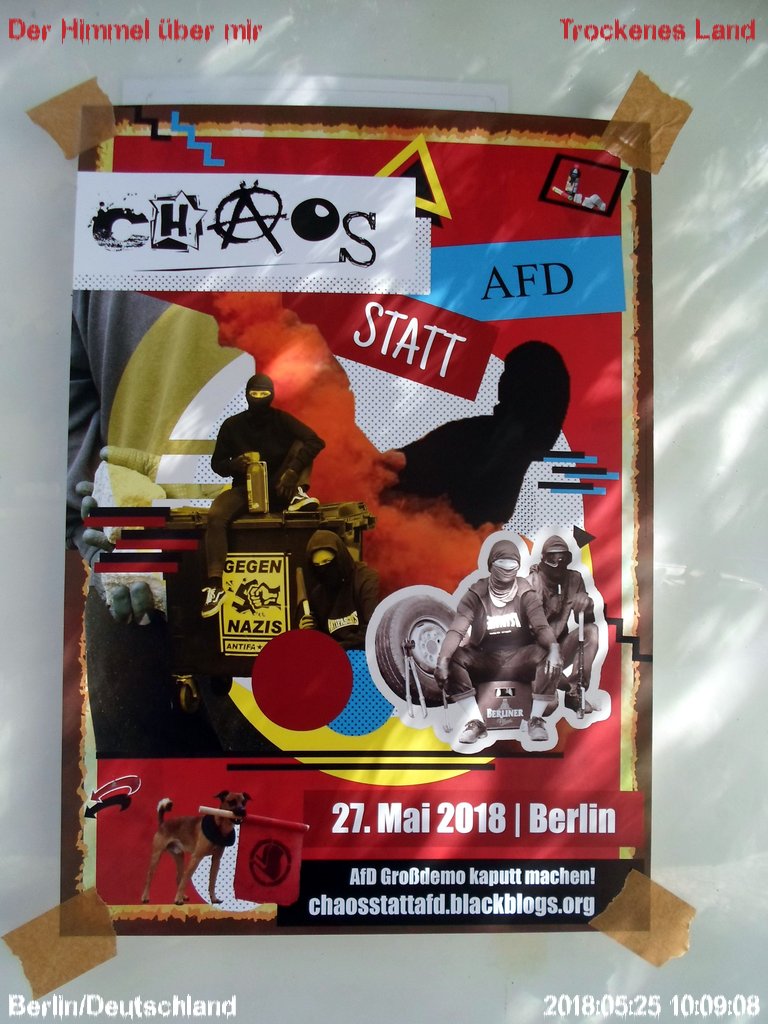 Der Himmel über mir
Trockenes Land
CHAOS
AFD
STATT
GEGEN
NAZIS
ANTIFA
BERLINER
27. Mai 2018 | Berlin
AfD Großdemo kaputt machen!
chaosstattafd.blackblogs.org
Berlin/Deutschland
2018:05:25 10:09:08